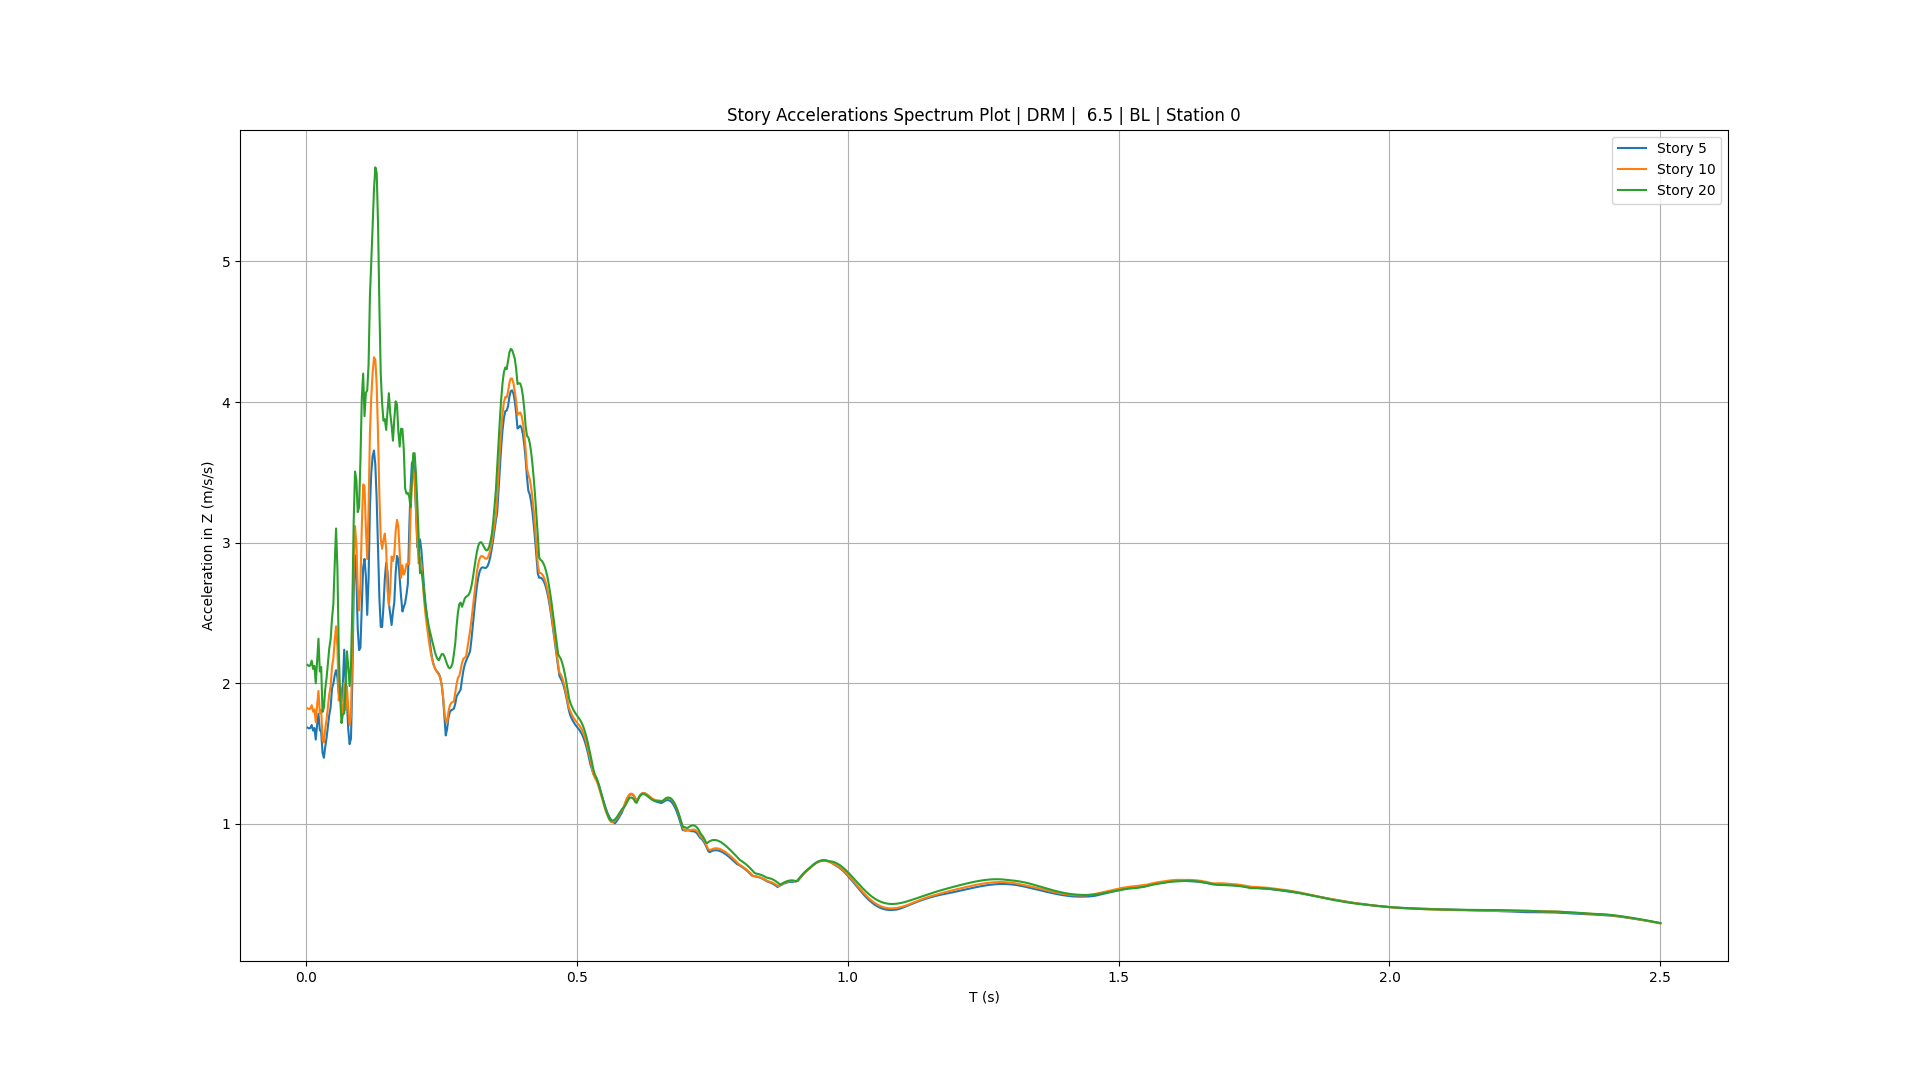 Story Accelerations Spectrum Plot | DRM |  6.5 | BL | Station 0
Story 5
Story 10
Story 20
Acceleration in Z (m/s/s)
5
4
3
2
1
0.0 0.5 1.0 1.5 2.0 2.5
T (s)